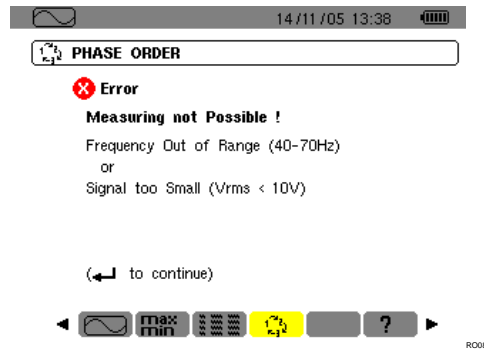 14/11/05 13:38
PHASE ORDER
Error
Measuring not Possible !
Frequency Out of Range (40-70Hz)
or
Signal too Small (Vrms < 10V)
(↵ to continue)
max
min
?